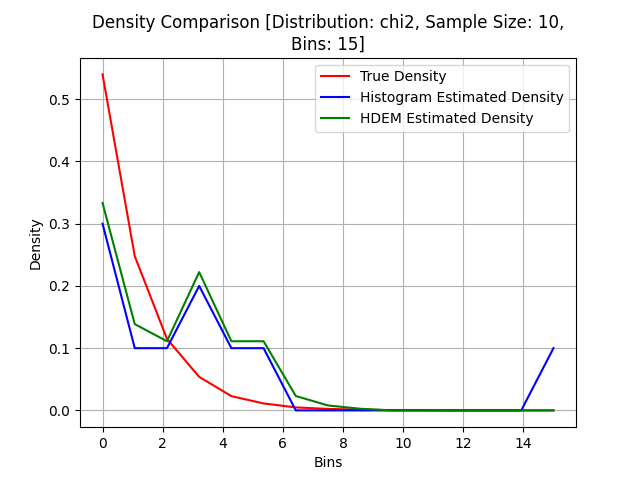 Density Comparison [Distribution: chi2, Sample Size: 10,
Bins: 15]
True Density
Histogram Estimated Density
HDEM Estimated Density
Density
0.5
0.4
0.3
0.2
0.1
0.0
0 2 4 6 8 10 12 14
Bins